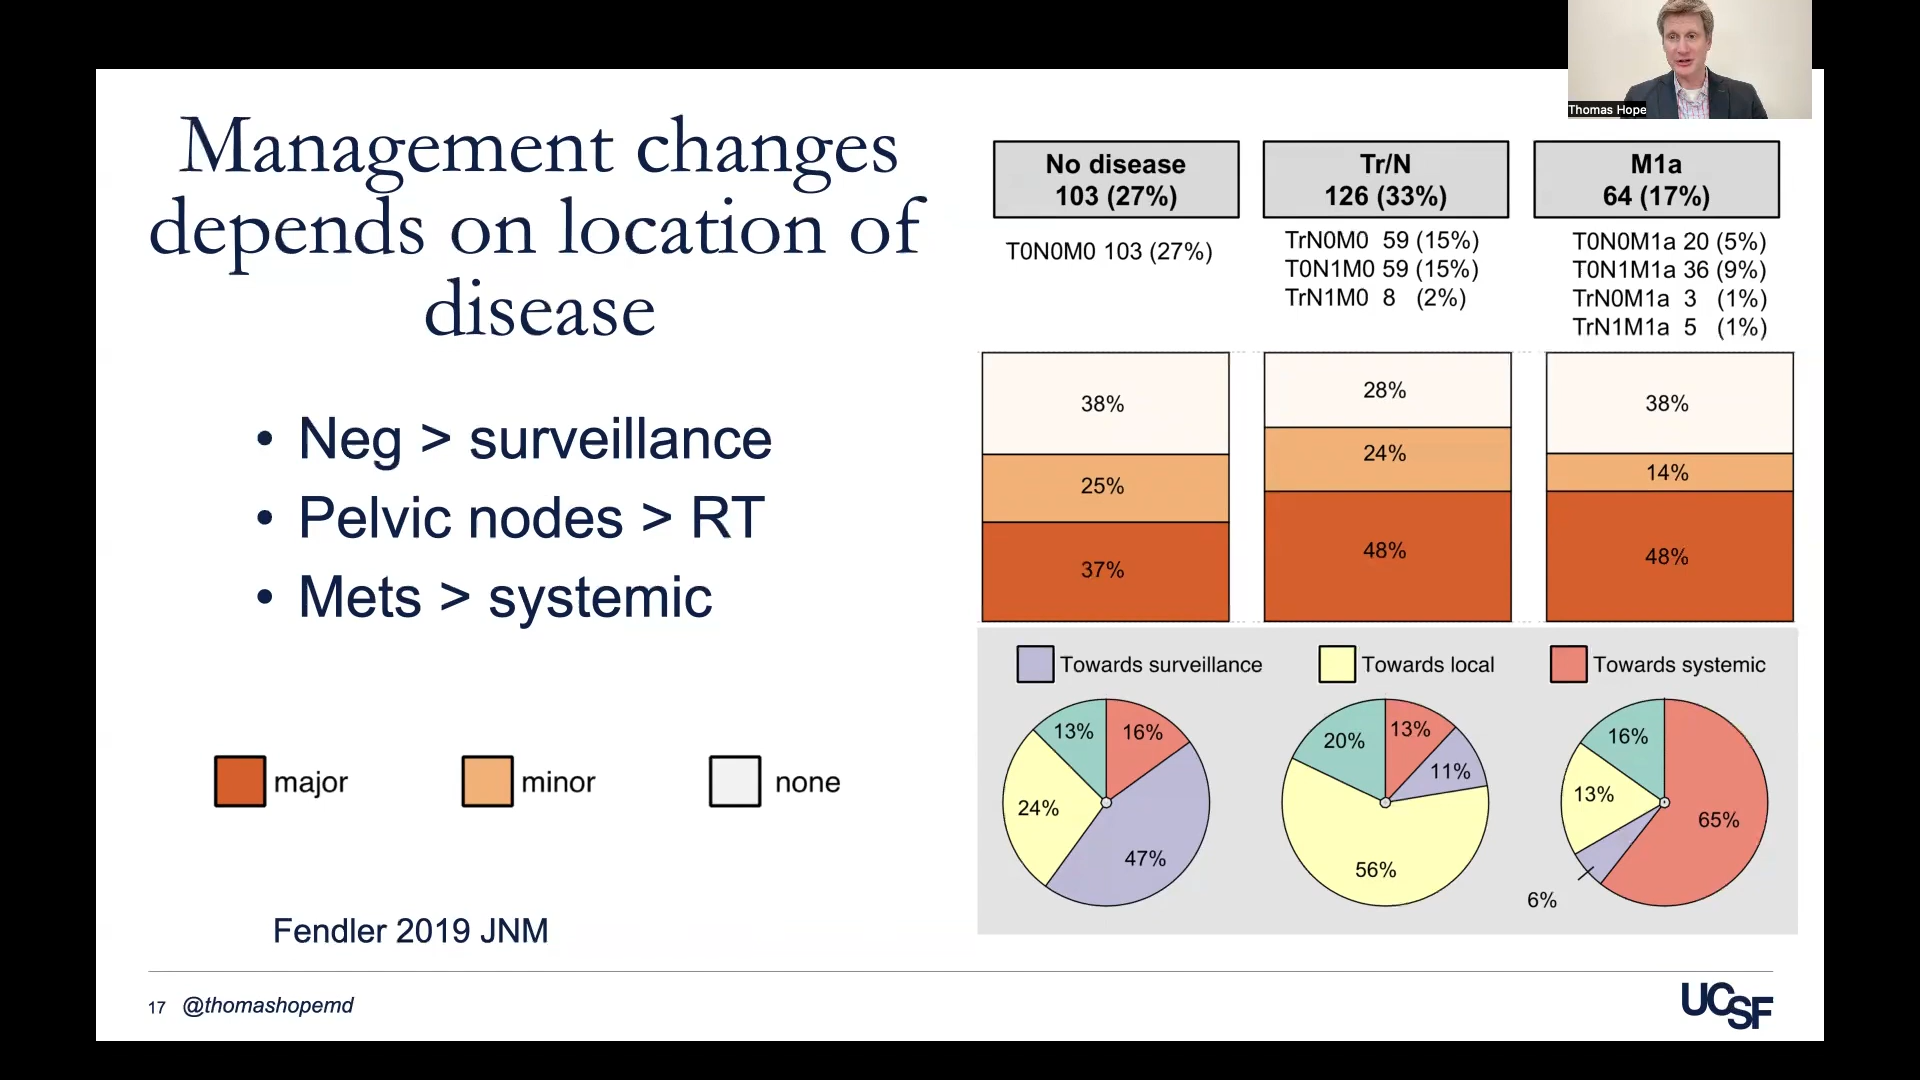 Thomas Hope
Management changes
depends on location of
disease
• Neg > surveillance
• Pelvic nodes > RT
• Mets > systemic
major
minor
none
Fendler 2019 JNM
No disease
103 (27%)
T0N0M0 103 (27%)
Tr/N
126 (33%)
TrN0M0 59 (15%)
T0N1M0 59 (15%)
TrN1M0 8 (2%)
M1a
64 (17%)
T0N0M1a 20 (5%)
T0N1M1a 36 (9%)
TrN0M1a 3 (1%)
TrN1M1a 5 (1%)
38%
25%
37%
28%
24%
48%
38%
14%
48%
Towards surveillance
Towards local
Towards systemic
13%
16%
24%
47%
20%
13%
11%
56%
16%
13%
65%
6%
17 @thomashopemd
UCSF